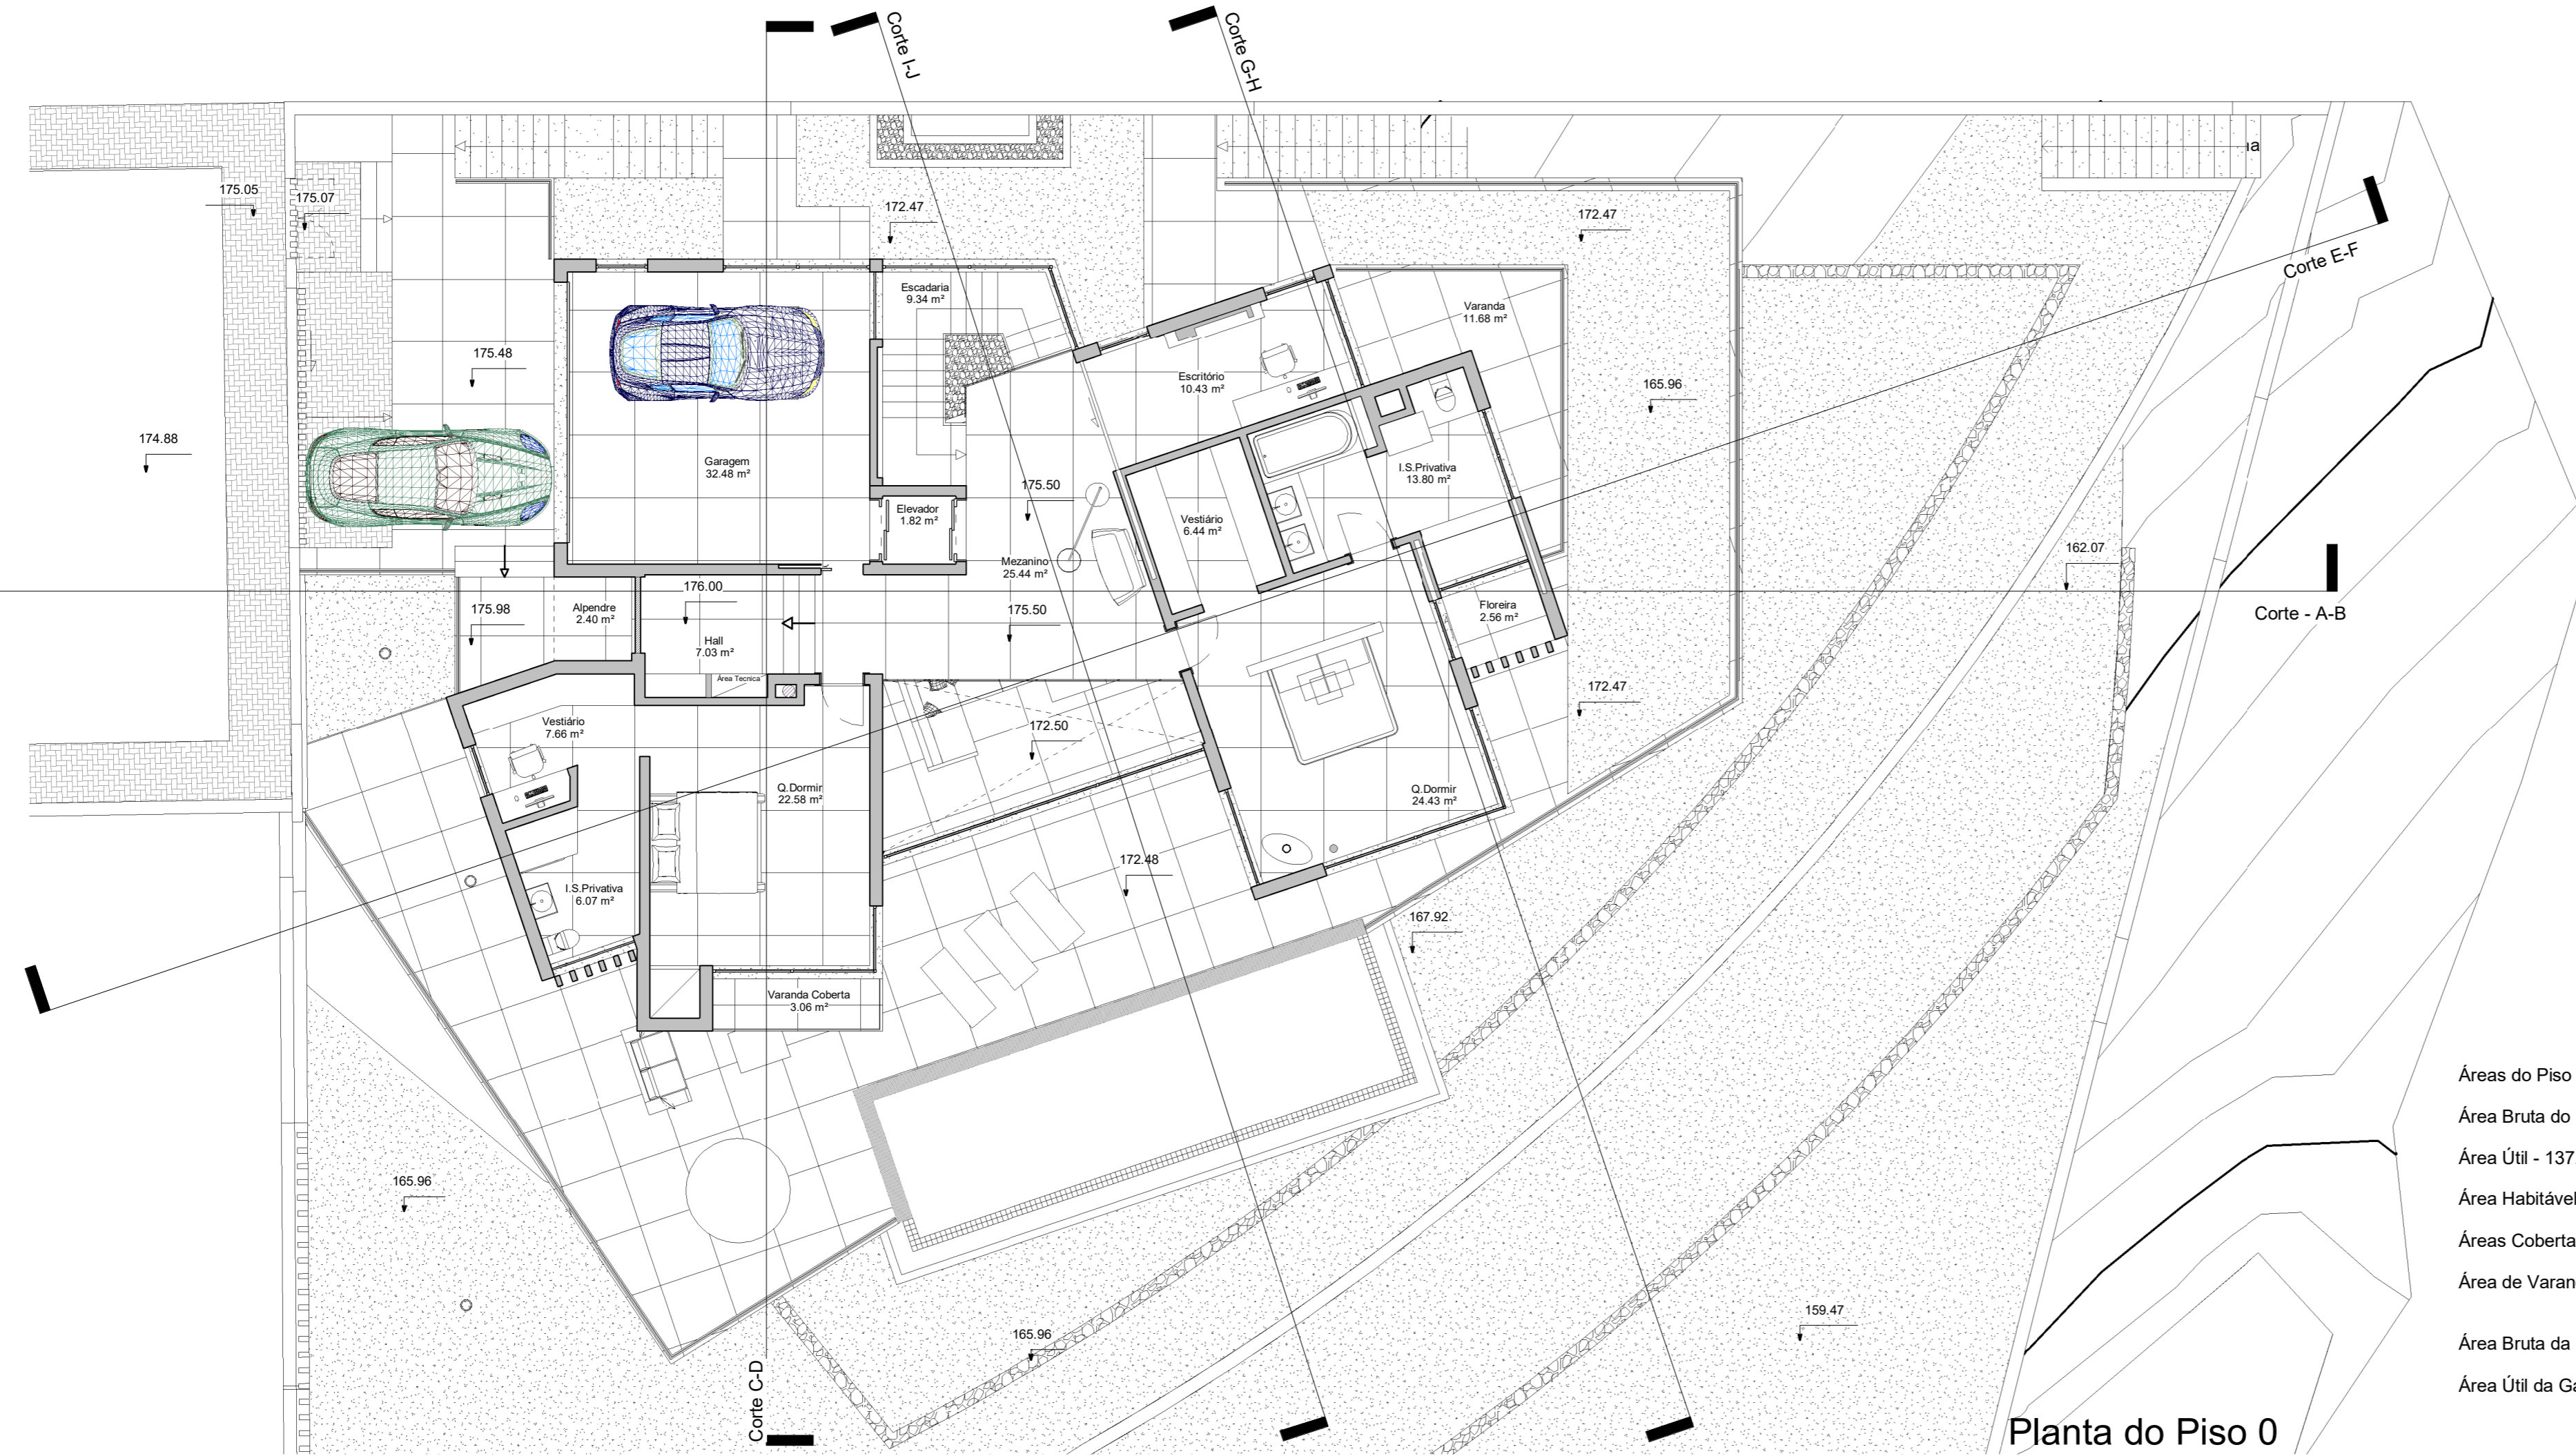 Corte I-J
Corte G-H
175.05
175.07
172.47
172.47
Corte E-F
Escadaria
9.34 m²
Varanda
11.68 m²
175.48
Escritório
10.43 m²
165.96
174.88
Garagem
32.48 m²
I.S.Privativa
13.80 m²
175.50
Elevador
1.82 m²
Vestiário
6.44 m²
162.07
Mezanino
25.44 m²
176.00
Alpendre
2.40 m²
175.98
175.50
Floreira
2.56 m²
Corte - A-B
Hall
7.03 m²
Área Tecnica
172.47
Vestiário
7.66 m²
172.50
Q.Dormir
22.58 m²
Q.Dormir
24.43 m²
172.48
I.S.Privativa
6.07 m²
167.92
Varanda Coberta
3.06 m²
165.96
165.96
159.47
Corte C-D
Áreas do Piso
Área Bruta do
Área Útil - 137
Área Habitável
Áreas Coberta
Área de Varan
Área Bruta da
Área Útil da Ga
Planta do Piso 0